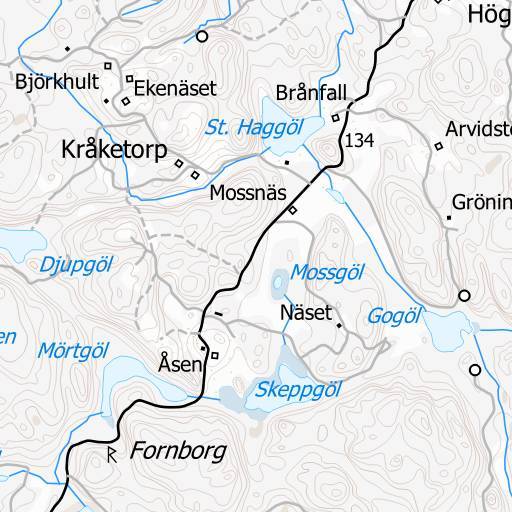 Hög
Björkhult
Ekenäset
Brånfall
St. Haggöl
134
Arvidsto
Kråketorp
Mossnäs
Grönin
Djupgöl
Mossgöl
Näset
Gogöl
en
Mörtgöl
Åsen
Skeppgöl
Fornborg